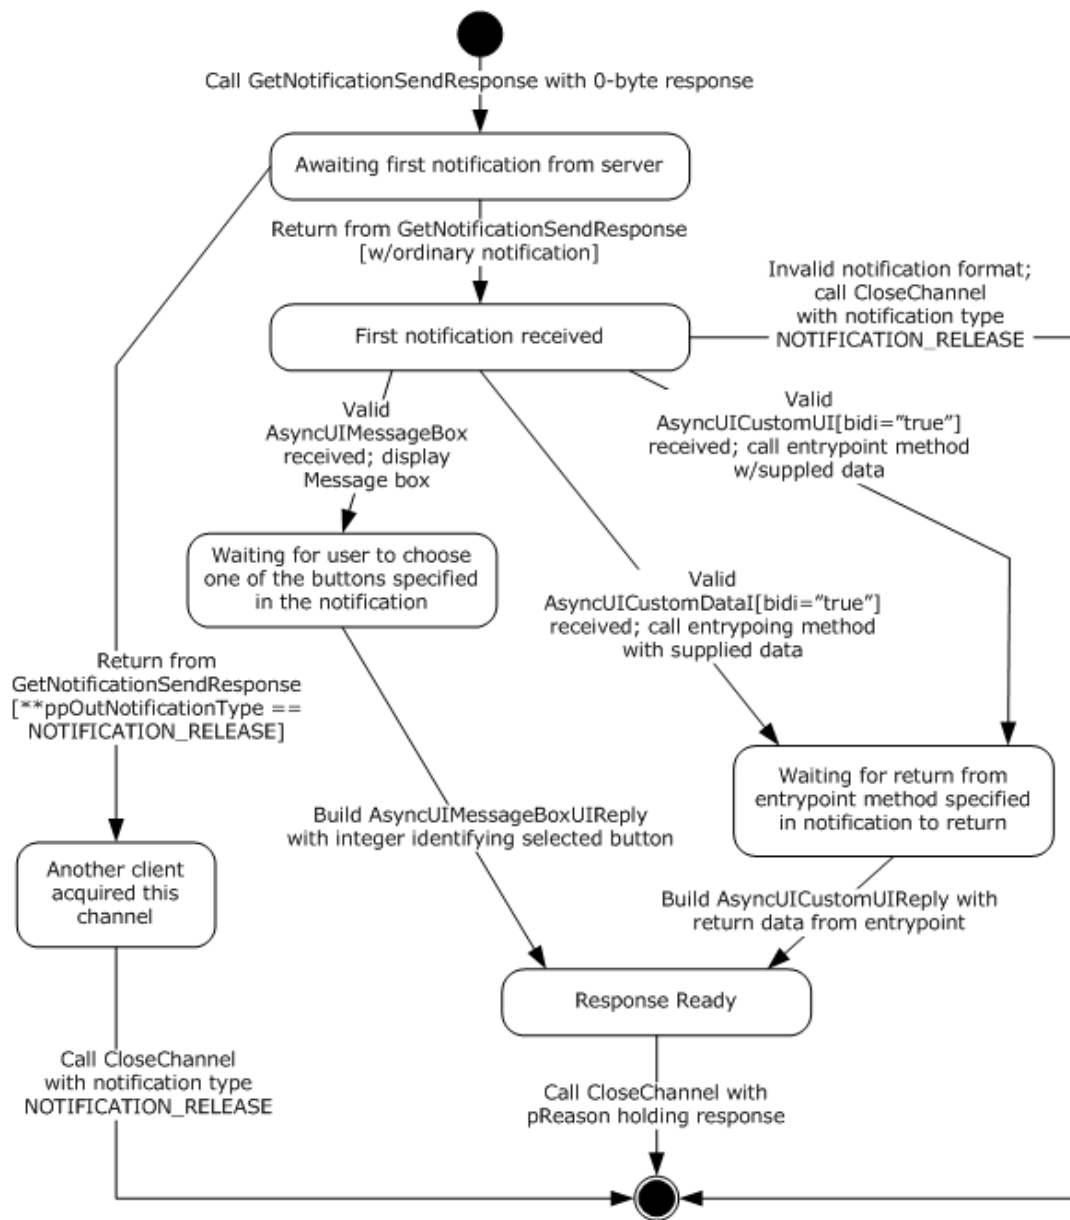 Call GetNotificationSendResponse with 0-byte response
Awaiting first notification from server
Return from GetNotificationSendResponse
[w/ordinary notification]
Invalid notification format;
call CloseChannel
with notification type
NOTIFICATION_RELEASE
First notification received
Valid
AsyncUIMessageBox
received; display
Message box
Valid
AsyncUICustomUI[bidi=”true”]
received; call entrypoint method
w/suppled data
Waiting for user to choose
one of the buttons specified
in the notification
Valid
AsyncUICustomDataI[bidi=”true”]
received; call entrypoing method
with supplied data
Return from
GetNotificationSendResponse
[**ppOutNotificationType ==
NOTIFICATION_RELEASE]
Waiting for return from
entrypoint method specified
in notification to return
Build AsyncUIMessageBoxUIReply
with integer identifying selected button
Another client
acquired this
channel
Build AsyncUICustomUIReply with
return data from entrypoint
Response Ready
Call CloseChannel
with notification type
NOTIFICATION_RELEASE
Call CloseChannel with
pReason holding response